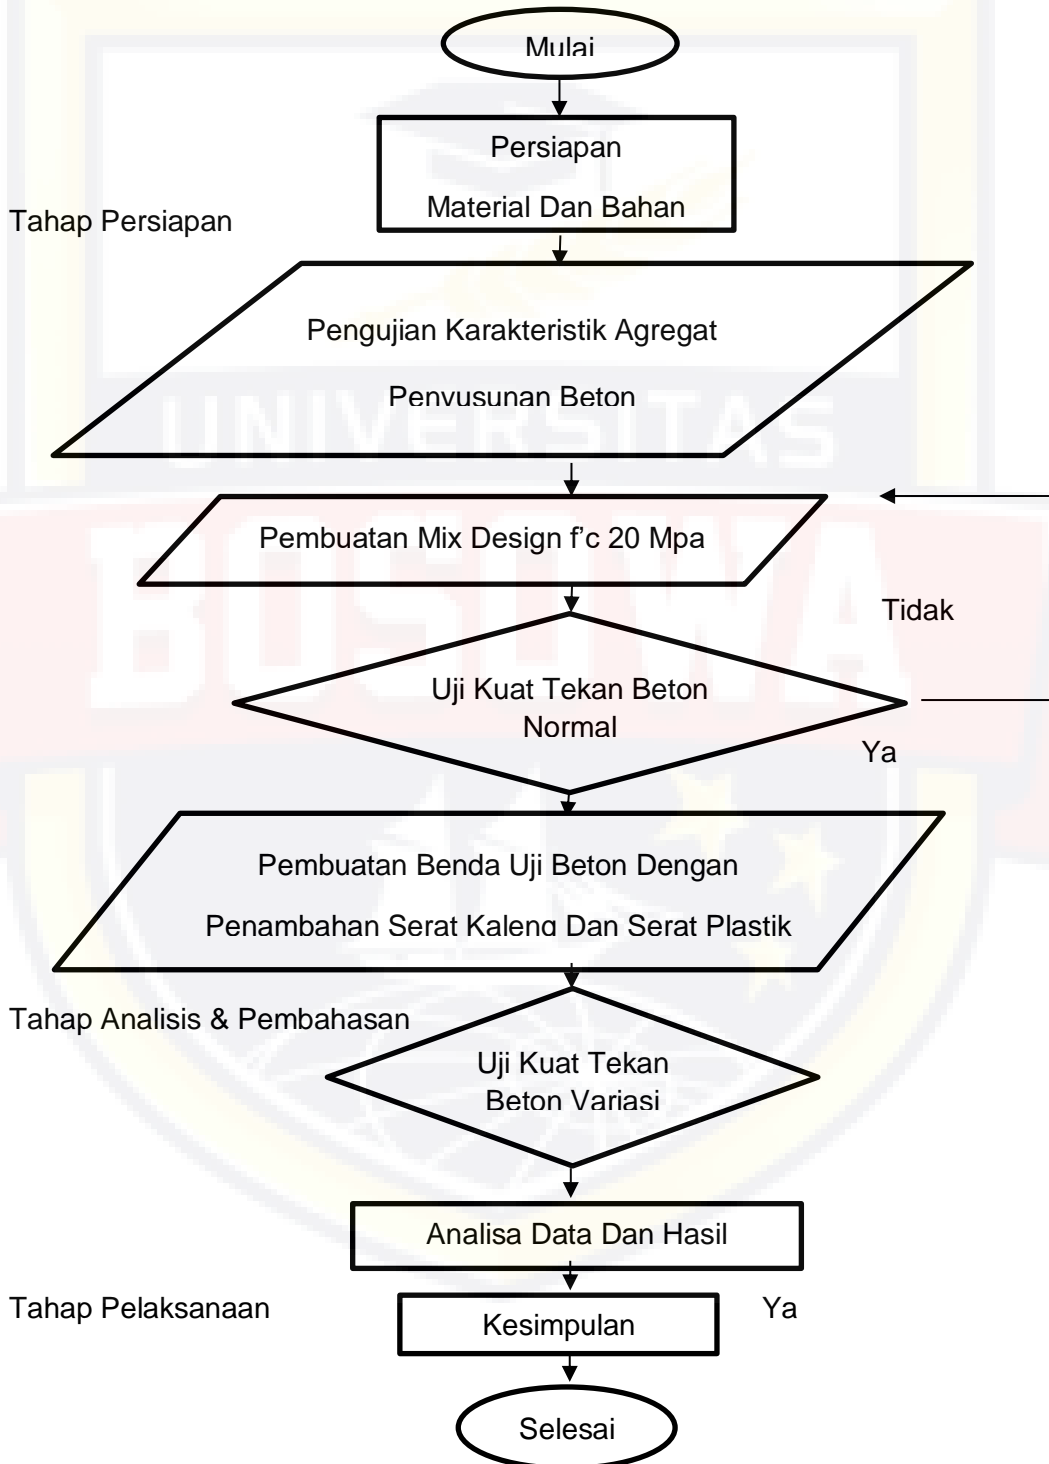 Mulai
Persiapan
Material Dan Bahan
Tahap Persiapan
Pengujian Karakteristik Agregat
Penyusunan Beton
UNIVERSITAS
Pembuatan Mix Design f’c 20 Mpa
BOSOWA
Tidak
Uji Kuat Tekan Beton
Normal
Ya
Pembuatan Benda Uji Beton Dengan
Penambahan Serat Kaleng Dan Serat Plastik
Tahap Analisis & Pembahasan
Uji Kuat Tekan
Beton Variasi
Analisa Data Dan Hasil
Tahap Pelaksanaan
Ya
Kesimpulan
Selesai